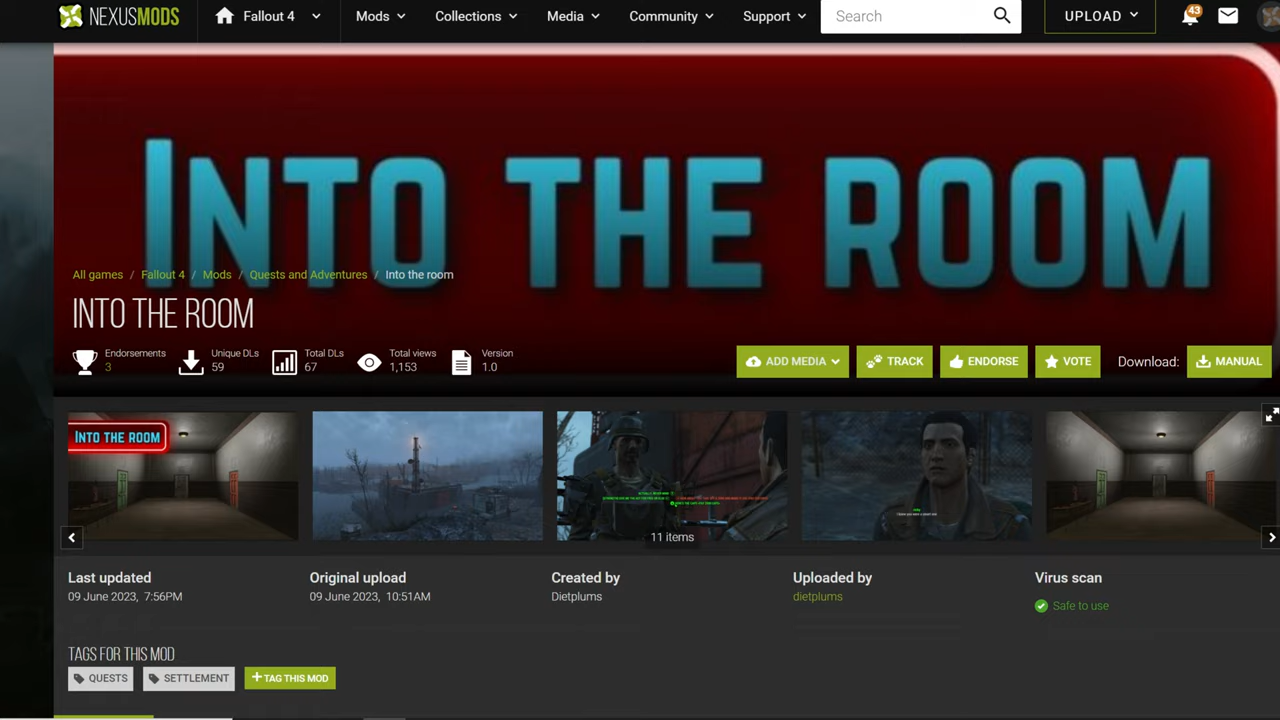 NEXUSMODS Fallout 4 Mods Collections Media Community Support Search UPLOAD 43
INTO THE ROOM
All games / Fallout 4 / Mods / Quests and Adventures / Into the room
INTO THE ROOM
Endorsements Unique DLs Total DLs Total views Version
3 59 67 1,153 1.0
ADD MEDIA TRACK ENDORSE VOTE Download: MANUAL
INTO THE ROOM
11 items
Last updated Original upload Created by Uploaded by Virus scan
09 June 2023, 7:56PM 09 June 2023, 10:51AM Dietplums dietplums Safe to use
TAGS FOR THIS MOD
QUESTS SETTLEMENT +TAG THIS MOD